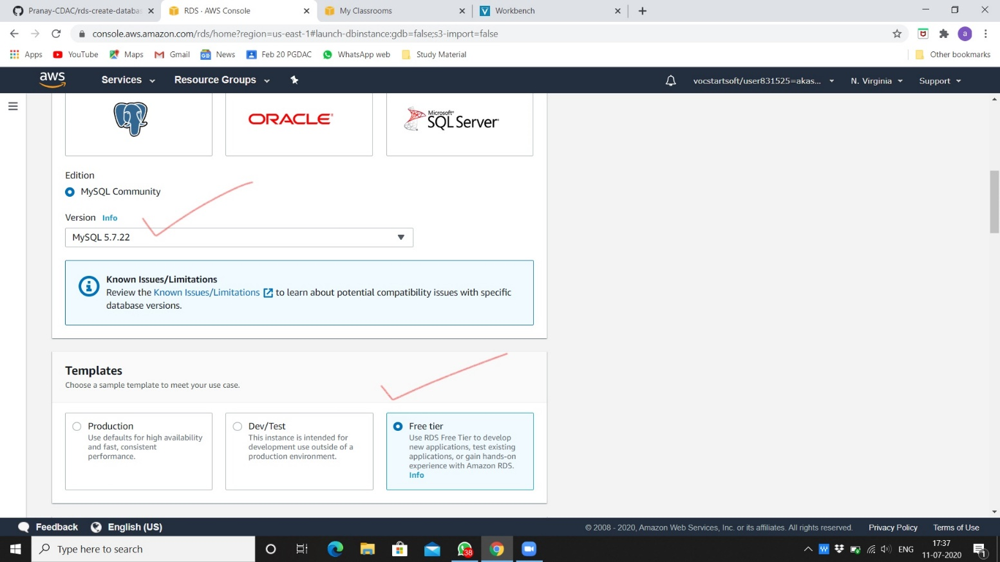 Pranay-CDAC/rds-create-databas
RDS · AWS Console
My Classrooms
Workbench
console.aws.amazon.com/rds/home?region=us-east-1#launch-dbinstance:gdb=false;s3-import=false
a
Apps
YouTube
Maps
Gmail
News
Feb 20 PGDAC
WhatsApp web
Study Material
Other bookmarks
aws
Services
Resource Groups
vocstartsoft/user831525=akas...
N. Virginia
Support
ORACLE
Microsoft®
SQL Server
Edition
MySQL Community
Version Info
MySQL 5.7.22
Known Issues/Limitations
Review the Known Issues/Limitations to learn about potential compatibility issues with specific
database versions.
Templates
Choose a sample template to meet your use case.
Production
Use defaults for high availability
and fast, consistent
performance.
Dev/Test
This instance is intended for
development use outside of a
production environment.
Free tier
Use RDS Free Tier to develop
new applications, test existing
applications, or gain hands-on
experience with Amazon RDS.
Info
Feedback
English (US)
© 2008 - 2020, Amazon Web Services, Inc. or its affiliates. All rights reserved.
Privacy Policy
Terms of Use
Type here to search
38
ENG
17:37
11-07-2020
1